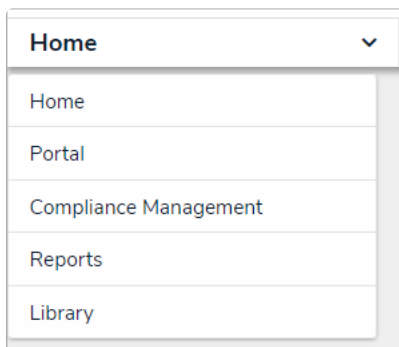 Home
Home
Portal
Compliance Management
Reports
Library